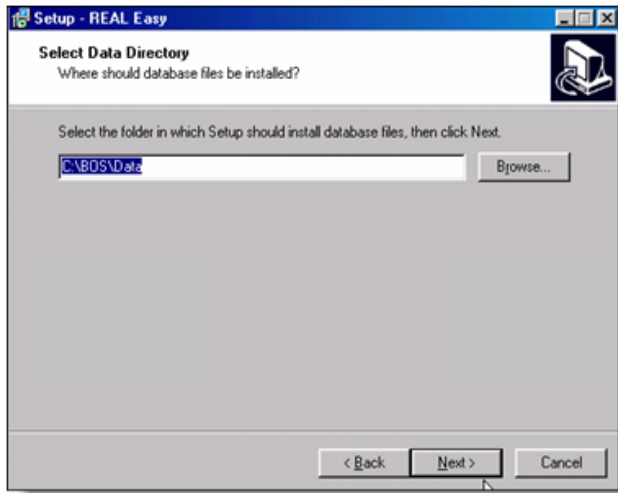 Setup - REAL Easy
Select Data Directory
Where should database files be installed?
Select the folder in which Setup should install database files, then click Next.
C:\BOS\Data
Browse...
< Back
Next >
Cancel